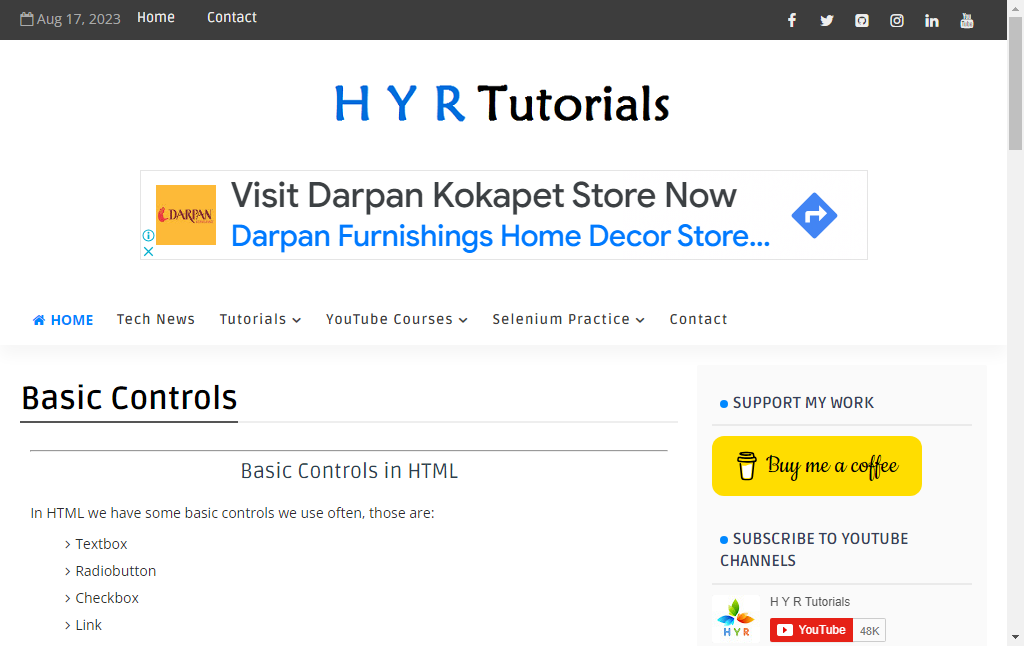 Aug 17, 2023 Home Contact
H Y R Tutorials
DARPAN
Visit Darpan Kokapet Store Now
Darpan Furnishings Home Decor Store...
HOME Tech News Tutorials YouTube Courses Selenium Practice Contact
Basic Controls
Basic Controls in HTML
In HTML we have some basic controls we use often, those are:
Textbox
Radiobutton
Checkbox
Link
SUPPORT MY WORK
Buy me a coffee
SUBSCRIBE TO YOUTUBE
CHANNELS
H Y R Tutorials
HYR
YouTube 48K